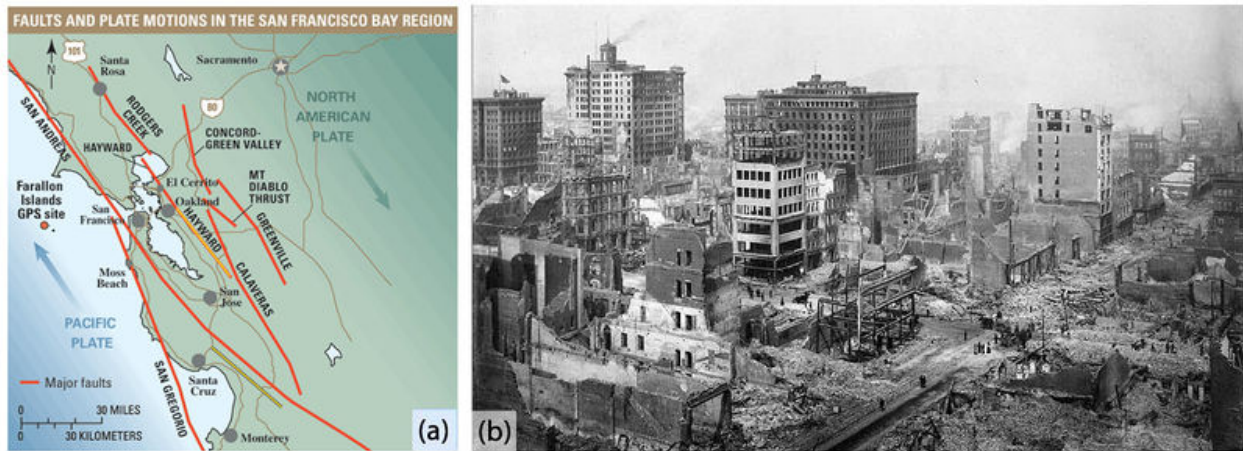 FAULTS AND PLATE MOTIONS IN THE SAN FRANCISCO BAY REGION
101
N
Santa
Rosa
Sacramento
80
NORTH
AMERICAN
PLATE
SAN ANDREAS
RODGERS
CREEK
CONCORD-
GREEN VALLEY
HAYWARD
MT
DIABLO
THRUST
El Cerrito
Oakland
Farallon
Islands
GPS site
San
Francisco
HAYWARD
GREENVILLE
CALAVERAS
Moss
Beach
San
Jose
PACIFIC
PLATE
SAN GREGORIO
Santa
Cruz
Major faults
0 30 MILES
0 30 KILOMETERS
Monterey
(a)
(b)